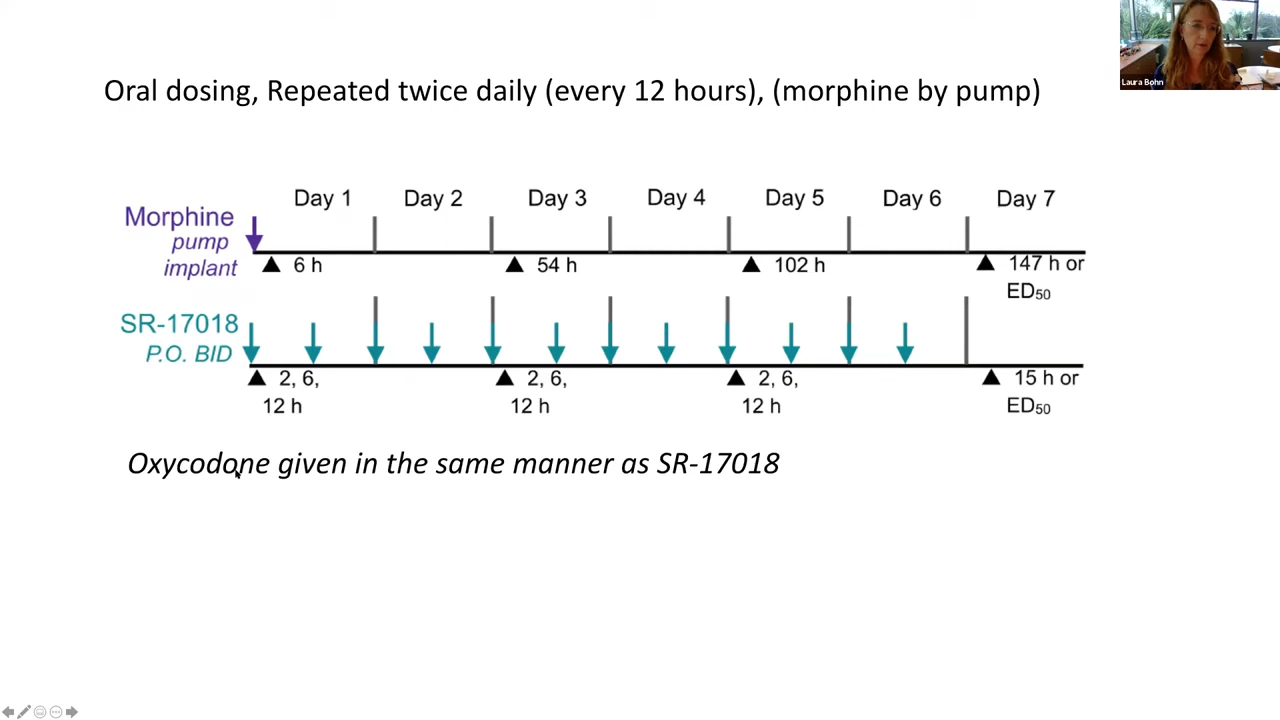 Laura Bohn
Oral dosing, Repeated twice daily (every 12 hours), (morphine by pump)
Day 1 Day 2 Day 3 Day 4 Day 5 Day 6 Day 7
Morphine
pump
implant
6 h 54 h 102 h 147 h or
ED50
SR-17018
P.O. BID
2, 6, 2, 6, 2, 6, 15 h or
12 h 12 h 12 h ED50
Oxycodone given in the same manner as SR-17018